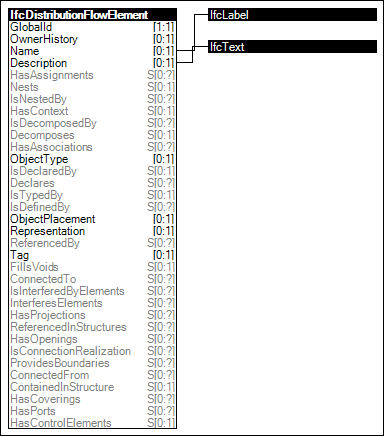 IfcDistributionFlowElement
GlobalId [1:1]
OwnerHistory [0:1]
Name [0:1]
Description [0:1]
HasAssignments S[0:?]
Nests S[0:1]
IsNestedBy S[0:?]
HasContext S[0:1]
IsDecomposedBy S[0:?]
Decomposes S[0:1]
HasAssociations S[0:?]
ObjectType [0:1]
IsDeclaredBy S[0:1]
Declares S[0:?]
IsTypedBy S[0:1]
IsDefinedBy S[0:?]
ObjectPlacement [0:1]
Representation [0:1]
ReferencedBy S[0:?]
Tag [0:1]
FillsVoids S[0:1]
ConnectedTo S[0:?]
IsInterferedByElements S[0:?]
InterferesElements S[0:?]
HasProjections S[0:?]
ReferencedInStructures S[0:?]
HasOpenings S[0:?]
IsConnectionRealization S[0:?]
ProvidesBoundaries S[0:?]
ConnectedFrom S[0:?]
ContainedInStructure S[0:1]
HasCoverings S[0:?]
HasPorts S[0:?]
HasControlElements S[0:1]
IfcLabel
IfcText